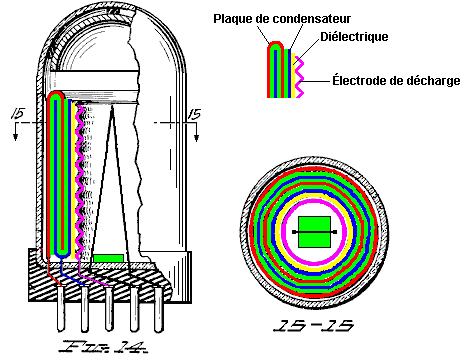 Plaque de condensateur
Diélectrique
Électrode de décharge
15
15
FIG. 14.
15-15